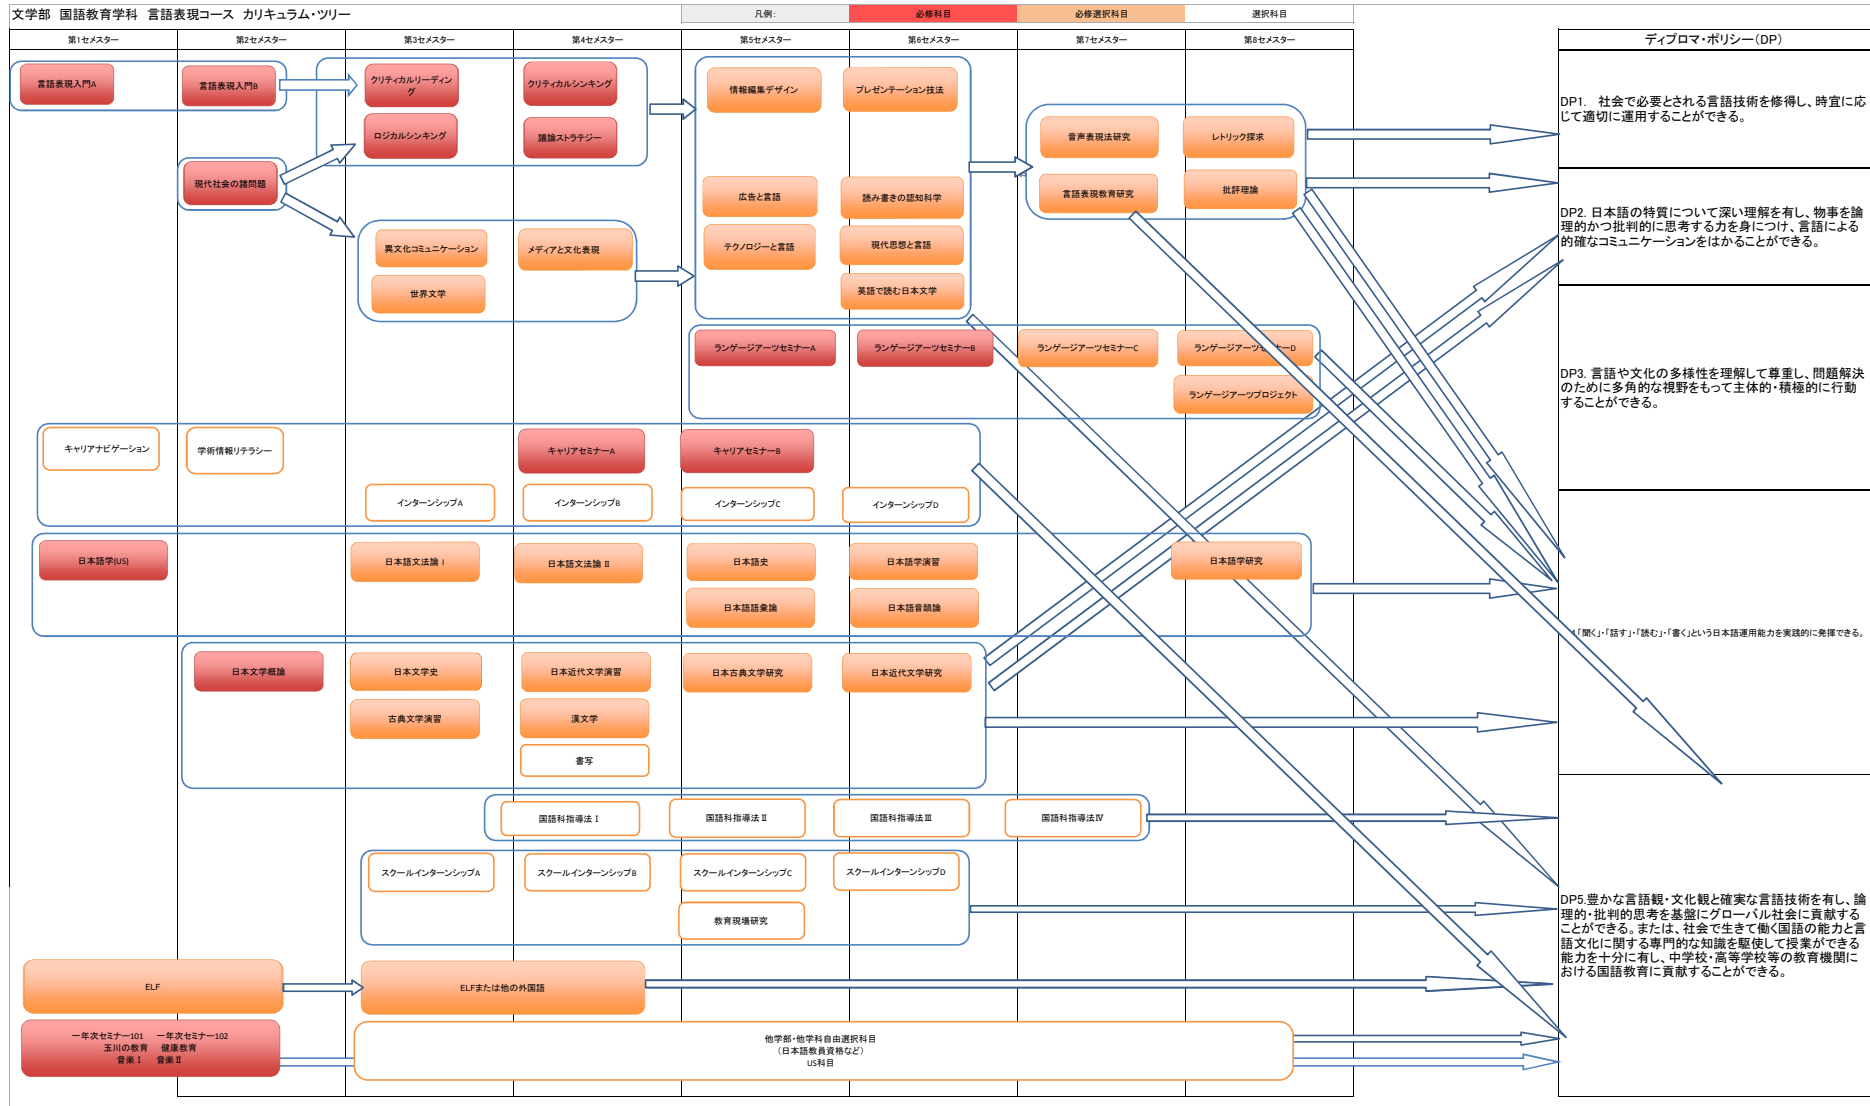 文学部 国語教育学科 言語表現コース カリキュラム・ツリー
凡例:
必修科目
必修選択科目
選択科目
第1セメスター
第2セメスター
第3セメスター
第4セメスター
第5セメスター
第6セメスター
第7セメスター
第8セメスター
ディプロマ・ポリシー(DP)
言語表現入門A
言語表現入門B
クリティカルリーディン
グ
クリティカルシンキング
ロジカルシンキング
議論ストラテジー
現代社会の諸問題
情報編集デザイン
プレゼンテーション技法
広告と言語
読み書きの認知科学
テクノロジーと言語
現代思想と言語
英語で読む日本文学
音声表現法研究
レトリック探求
言語表現教育研究
批評理論
異文化コミュニケーション
メディアと文化表現
世界文学
ランゲージアーツセミナーA
ランゲージアーツセミナーB
ランゲージアーツセミナーC
ランゲージアーツセミナーD
ランゲージアーツプロジェクト
キャリアナビゲーション
学術情報リテラシー
キャリアセミナーA
キャリアセミナーB
インターンシップA
インターンシップB
インターンシップC
インターンシップD
日本語学(US)
日本語文法論Ⅰ
日本語文法論Ⅱ
日本語史
日本語学演習
日本語学研究
日本語語彙論
日本語音韻論
日本文学概論
日本文学史
日本近代文学演習
日本古典文学研究
日本近代文学研究
古典文学演習
漢文学
書写
国語科指導法Ⅰ
国語科指導法Ⅱ
国語科指導法Ⅲ
国語科指導法Ⅳ
スクールインターンシップA
スクールインターンシップB
スクールインターンシップC
スクールインターンシップD
教育現場研究
ELF
ELFまたは他の外国語
一年次セミナー101 一年次セミナー102
玉川の教育 健康教育
音楽Ⅰ 音楽Ⅱ
他学部・他学科自由選択科目
(日本語教員資格など)
US科目
DP1. 社会で必要とされる言語技術を修得し、時宜に応
じて適切に運用することができる。
DP2. 日本語の特質について深い理解を有し、物事を論
理的かつ批判的に思考する力を身につけ、言語による
的確なコミュニケーションをはかることができる。
DP3. 言語や文化の多様性を理解して尊重し、問題解決
のために多角的な視野をもって主体的・積極的に行動
することができる。
「聞く」・「話す」・「読む」・「書く」という日本語運用能力を実践的に発揮できる。
DP5.豊かな言語観・文化観と確実な言語技術を有し、論
理的・批判的思考を基盤にグローバル社会に貢献する
ことができる。または、社会で生きて働く国語の能力と言
語文化に関する専門的な知識を駆使して授業ができる
能力を十分に有し、中学校・高等学校等の教育機関に
おける国語教育に貢献することができる。